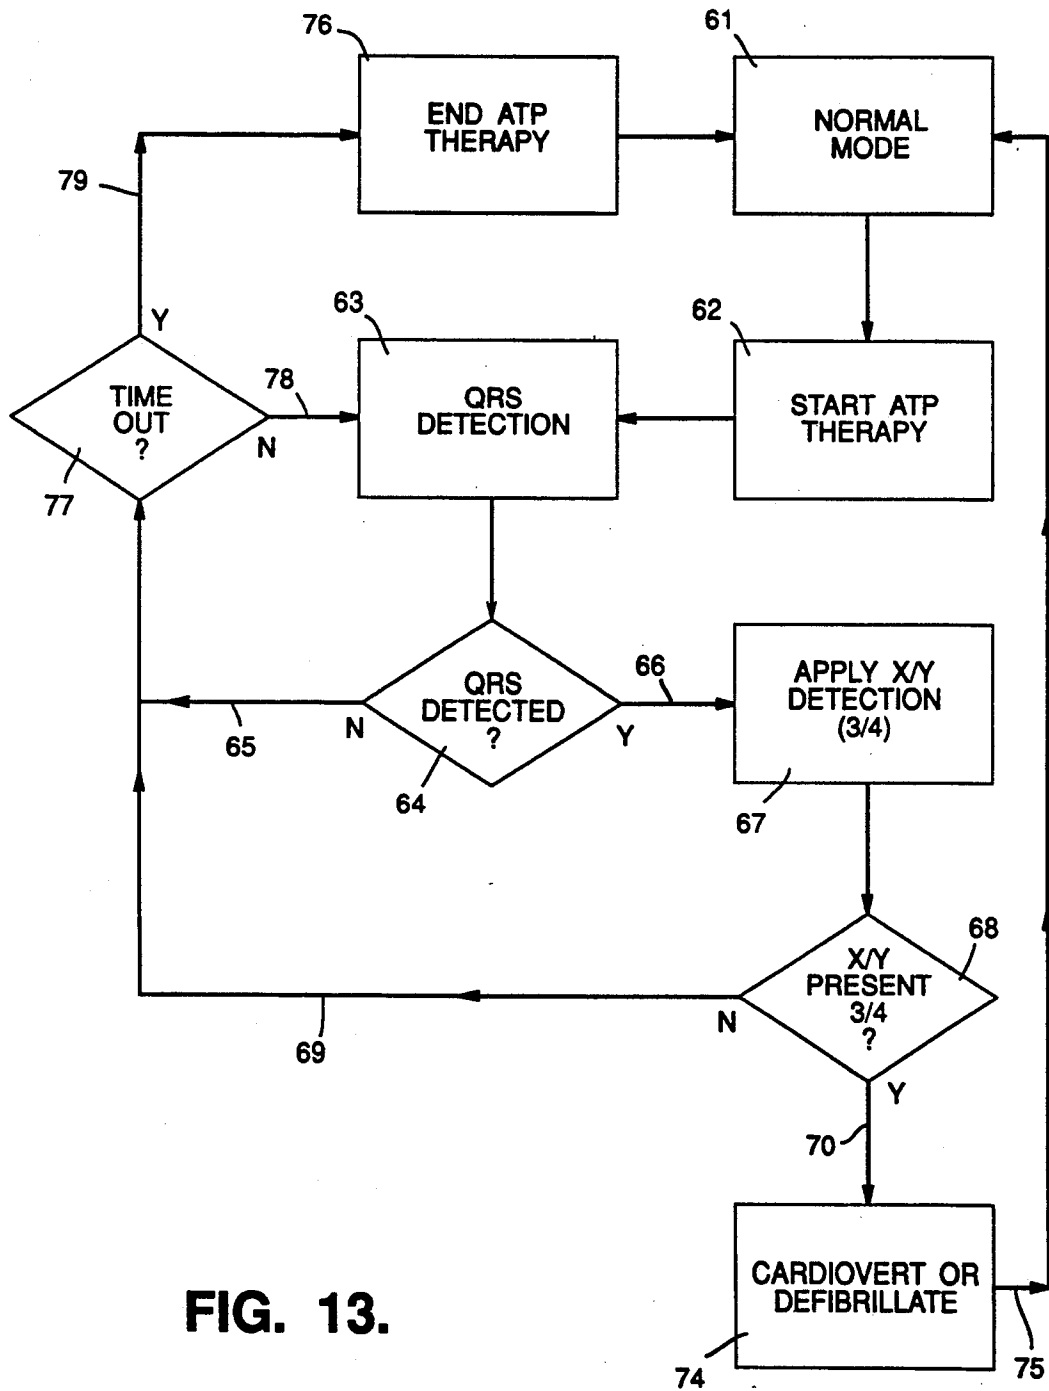 76
61
END ATP
THERAPY
NORMAL
MODE
79
Y
63
62
TIME
OUT
?
78
N
QRS
DETECTION
START ATP
THERAPY
77
QRS
DETECTED
?
66
N
Y
65
64
APPLY X/Y
DETECTION
(3/4)
67
X/Y
PRESENT
3/4
?
68
N
69
Y
70
CARDIOVERT OR
DEFIBRILLATE
75
74
FIG. 13.